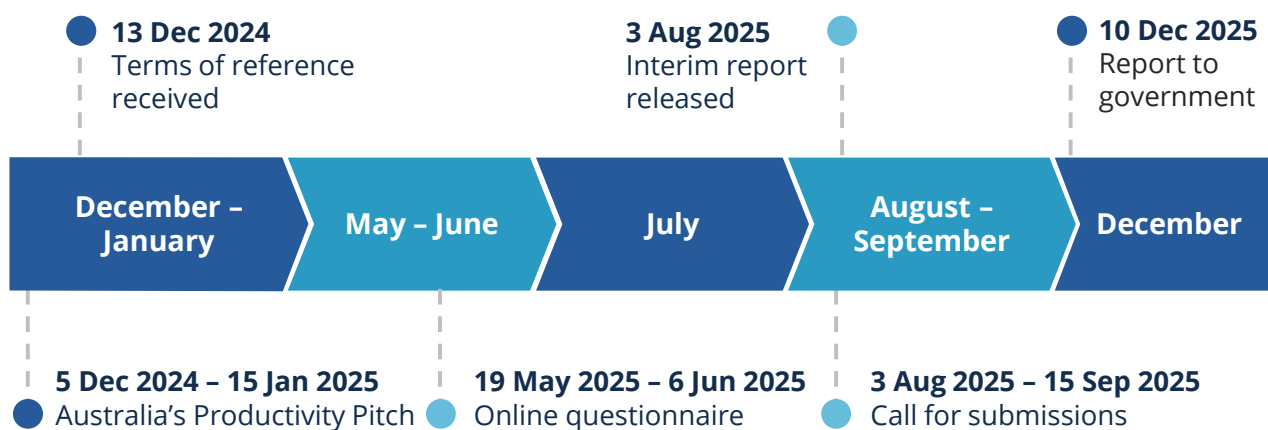 13 Dec 2024
Terms of reference
received
3 Aug 2025
Interim report
released
10 Dec 2025
Report to
government
December –
January
May – June
July
August –
September
December
5 Dec 2024 – 15 Jan 2025
Australia’s Productivity Pitch
19 May 2025 – 6 Jun 2025
Online questionnaire
3 Aug 2025 – 15 Sep 2025
Call for submissions